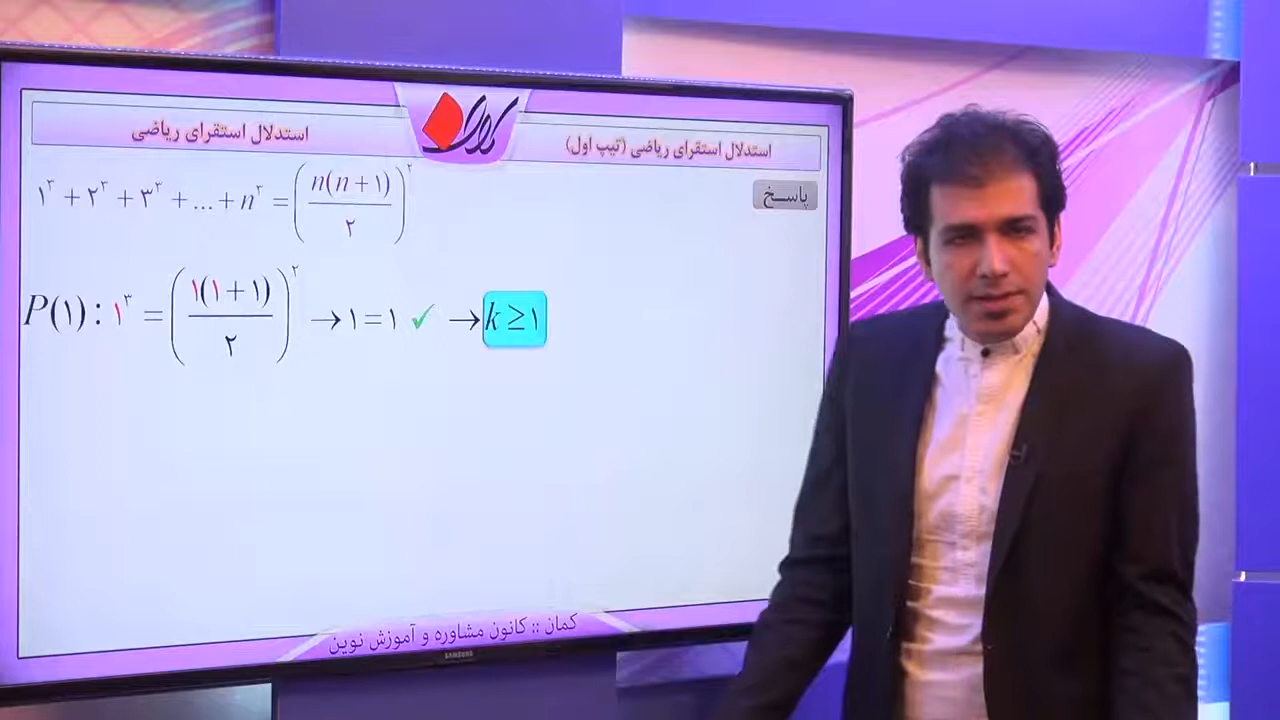 استدلال استقرای ریاضی (تیپ اول)
کمان
استدلال استقرای ریاضی
پاسخ
۱^۳ + ۲^۳ + ۳^۳ + ... + n^۳ = (n(n+۱)/۲)^۲
P(۱) : ۱^۳ = (۱(۱+۱)/۲)^۲ → ۱=۱ ✓ → k ≥ ۱
کمان :: کانون مشاوره و آموزش نوین
SAMSUNG